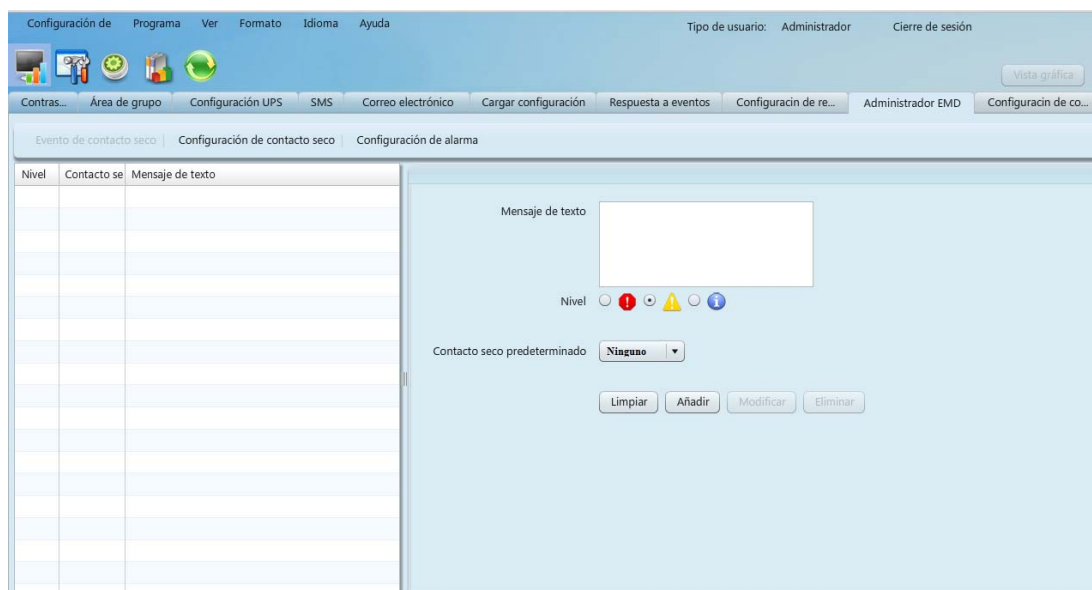 Configuración de Programa Ver Formato Idioma Ayuda Tipo de usuario: Administrador Cierre de sesión
Vista gráfica
Contras... Área de grupo Configuración UPS SMS Correo electrónico Cargar configuración Respuesta a eventos Configuracin de re... Administrador EMD Configuracin de co...
Evento de contacto seco Configuración de contacto seco Configuración de alarma
Nivel Contacto se Mensaje de texto
Mensaje de texto
Nivel
Contacto seco predeterminado Ninguno
Limpiar Añadir Modificar Eliminar